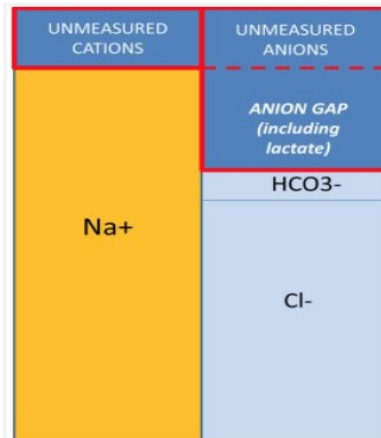 UNMEASURED
CATIONS
Na+
UNMEASURED
ANIONS
ANION GAP
(including
lactate)
HCO3-
Cl-